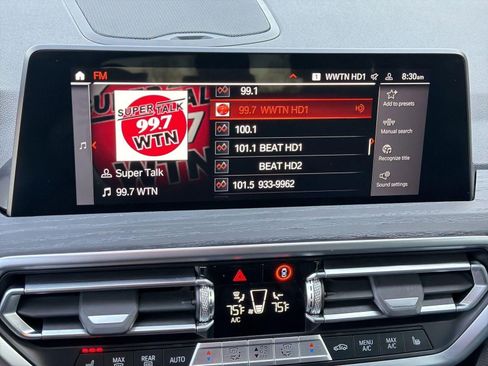 FM
1 WWTN HD1
8:30am
99.1
99.7 WWTN HD1
100.1
101.1 BEAT HD1
BEAT HD2
101.5 933-9962
SUPER TALK
99.7
WTN
Super Talk
99.7 WTN
Add to presets
Manual search
Recognize title
Sound settings
75°F
A/C
75°F
MAX
REAR
AUTO
MENU
A/C
MAX
A/C